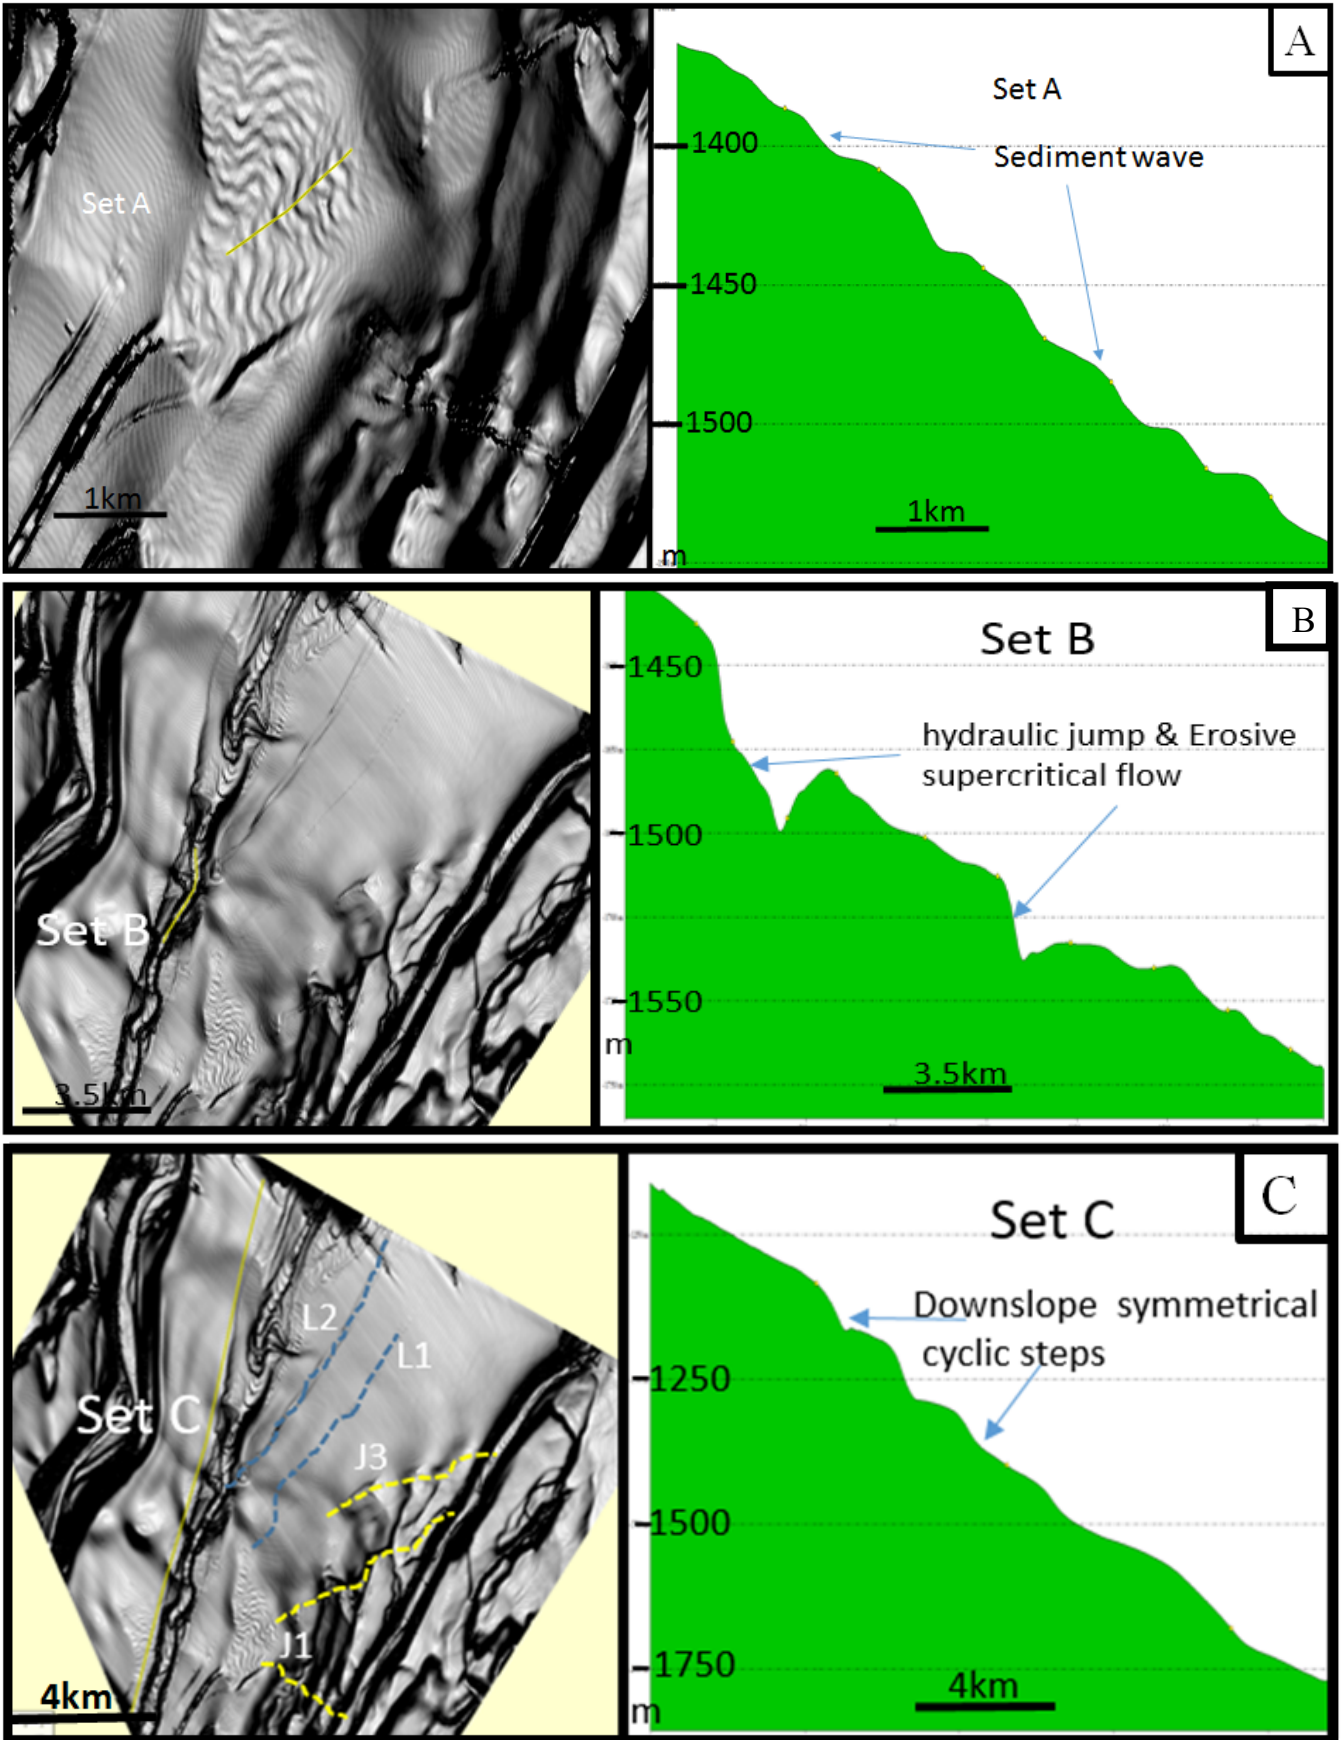 A
Set A
1400
Sediment wave
Set A
1450
1500
1km
1km
m
B
Set B
1450
hydraulic jump & Erosive
supercritical flow
1500
Set B
1550
m
3.5km
3.5km
C
Set C
Downslope symmetrical
cyclic steps
L2
L1
1250
Set C
J3
1500
J1
1750
4km
4km
m